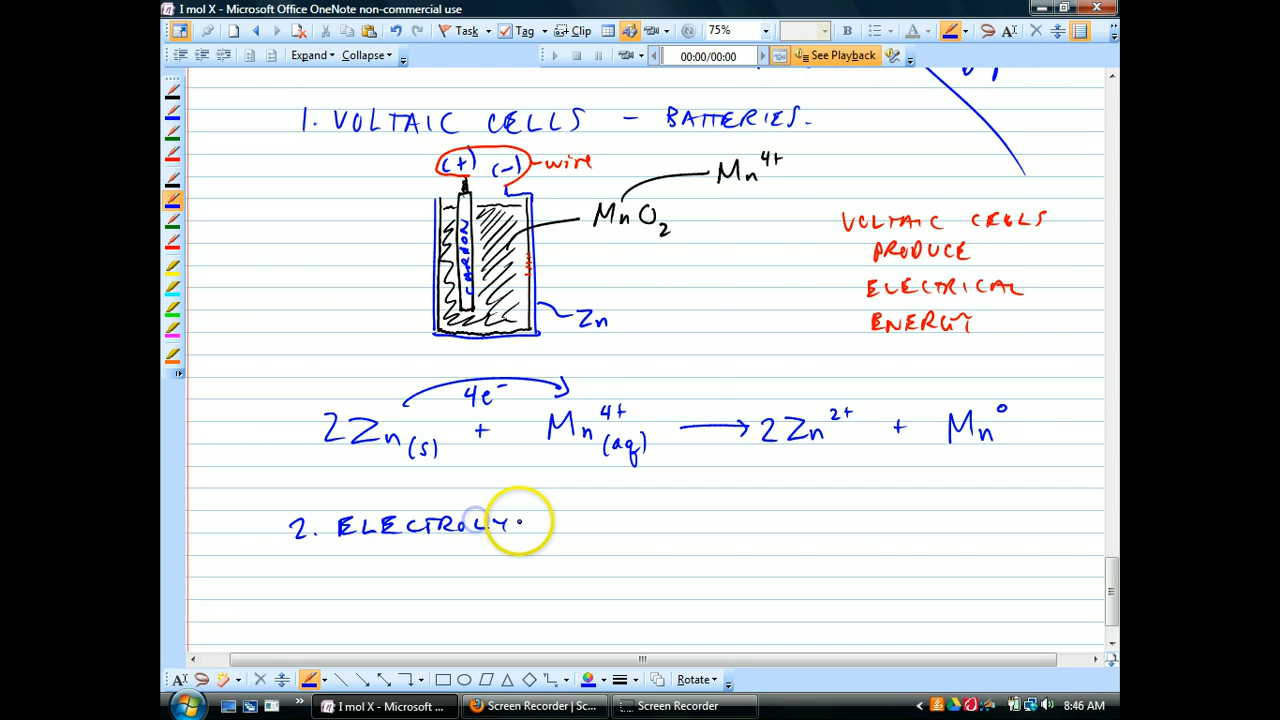 I mol X - Microsoft Office OneNote non-commercial use
Task Tag Clip 75%
Expand Collapse 00:00/00:00 See Playback
1. VOLTAIC CELLS - BATTERIES.
(+) (-) wire
Mn4+
MnO2
CARBON
Zn
VOLTAIC CELLS
PRODUCE
ELECTRICAL
ENERGY
4e-
2Zn(s) + Mn4+(aq) → 2Zn2+ + Mn0
2. ELECTROLY
Rotate
I mol X - Microsoft ... Screen Recorder | Sc... Screen Recorder 8:46 AM